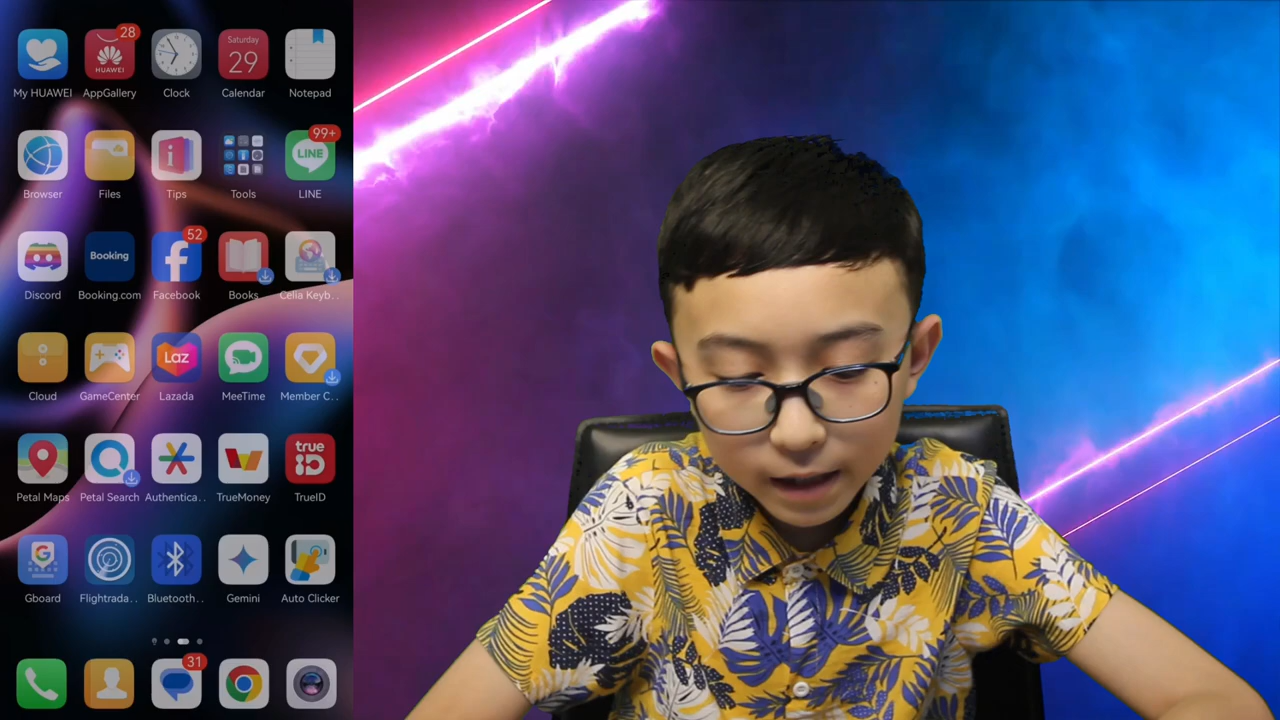 28
Saturday
29
HUAWEI
My HUAWEI
AppGallery
Clock
Calendar
Notepad
99+
LINE
Browser
Files
Tips
Tools
LINE
52
Booking
Discord
Booking.com
Facebook
Books
Celia Keyb..
Laz
Cloud
GameCenter
Lazada
MeeTime
Member C..
true
iD
Petal Maps
Petal Search
Authentica..
TrueMoney
TrueID
G
Gboard
Flightrada..
Bluetooth..
Gemini
Auto Clicker
31